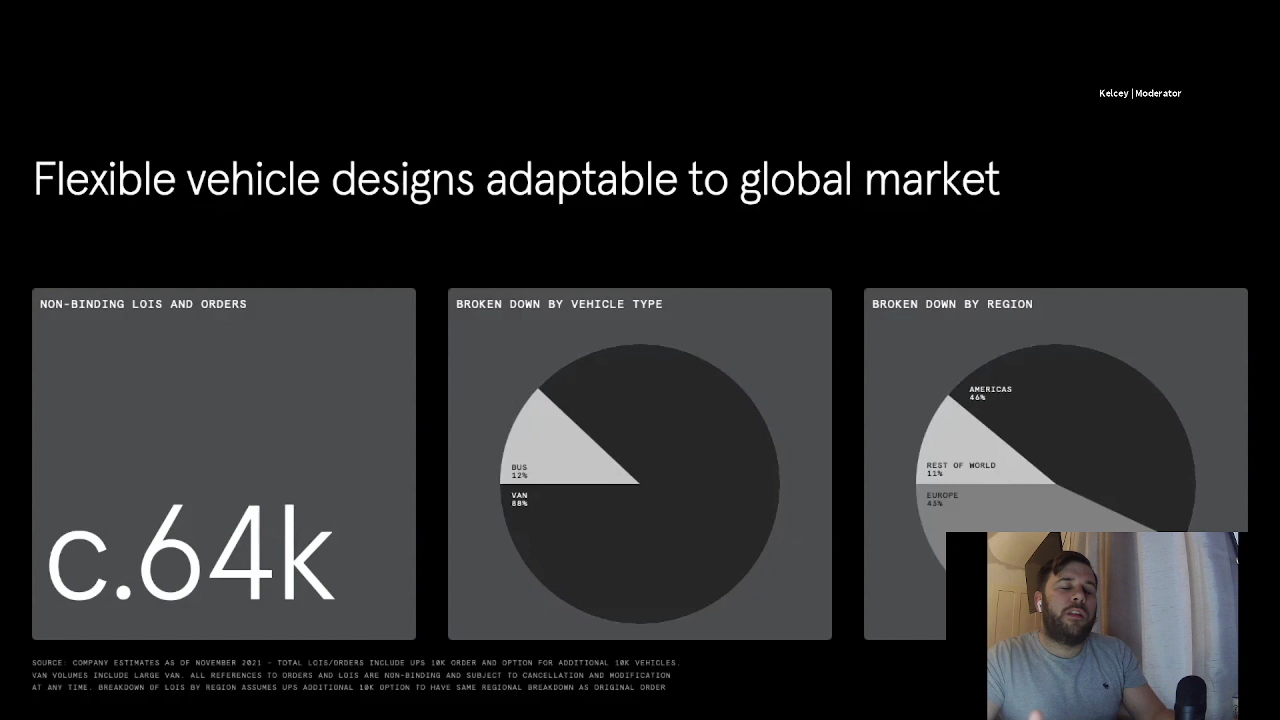 Kelcey | Moderator
Flexible vehicle designs adaptable to global market
NON-BINDING LOIS AND ORDERS
c.64k
BROKEN DOWN BY VEHICLE TYPE
BUS
12%
VAN
88%
BROKEN DOWN BY REGION
AMERICAS
46%
REST OF WORLD
11%
EUROPE
43%
SOURCE: COMPANY ESTIMATES AS OF NOVEMBER 2021 – TOTAL LOIS/ORDERS INCLUDE UPS 10K ORDER AND OPTION FOR ADDITIONAL 10K VEHICLES.
VAN VOLUMES INCLUDE LARGE VAN. ALL REFERENCES TO ORDERS AND LOIS ARE NON-BINDING AND SUBJECT TO CANCELLATION AND MODIFICATION
AT ANY TIME. BREAKDOWN OF LOIS BY REGION ASSUMES UPS ADDITIONAL 10K OPTION TO HAVE SAME REGIONAL BREAKDOWN AS ORIGINAL ORDER